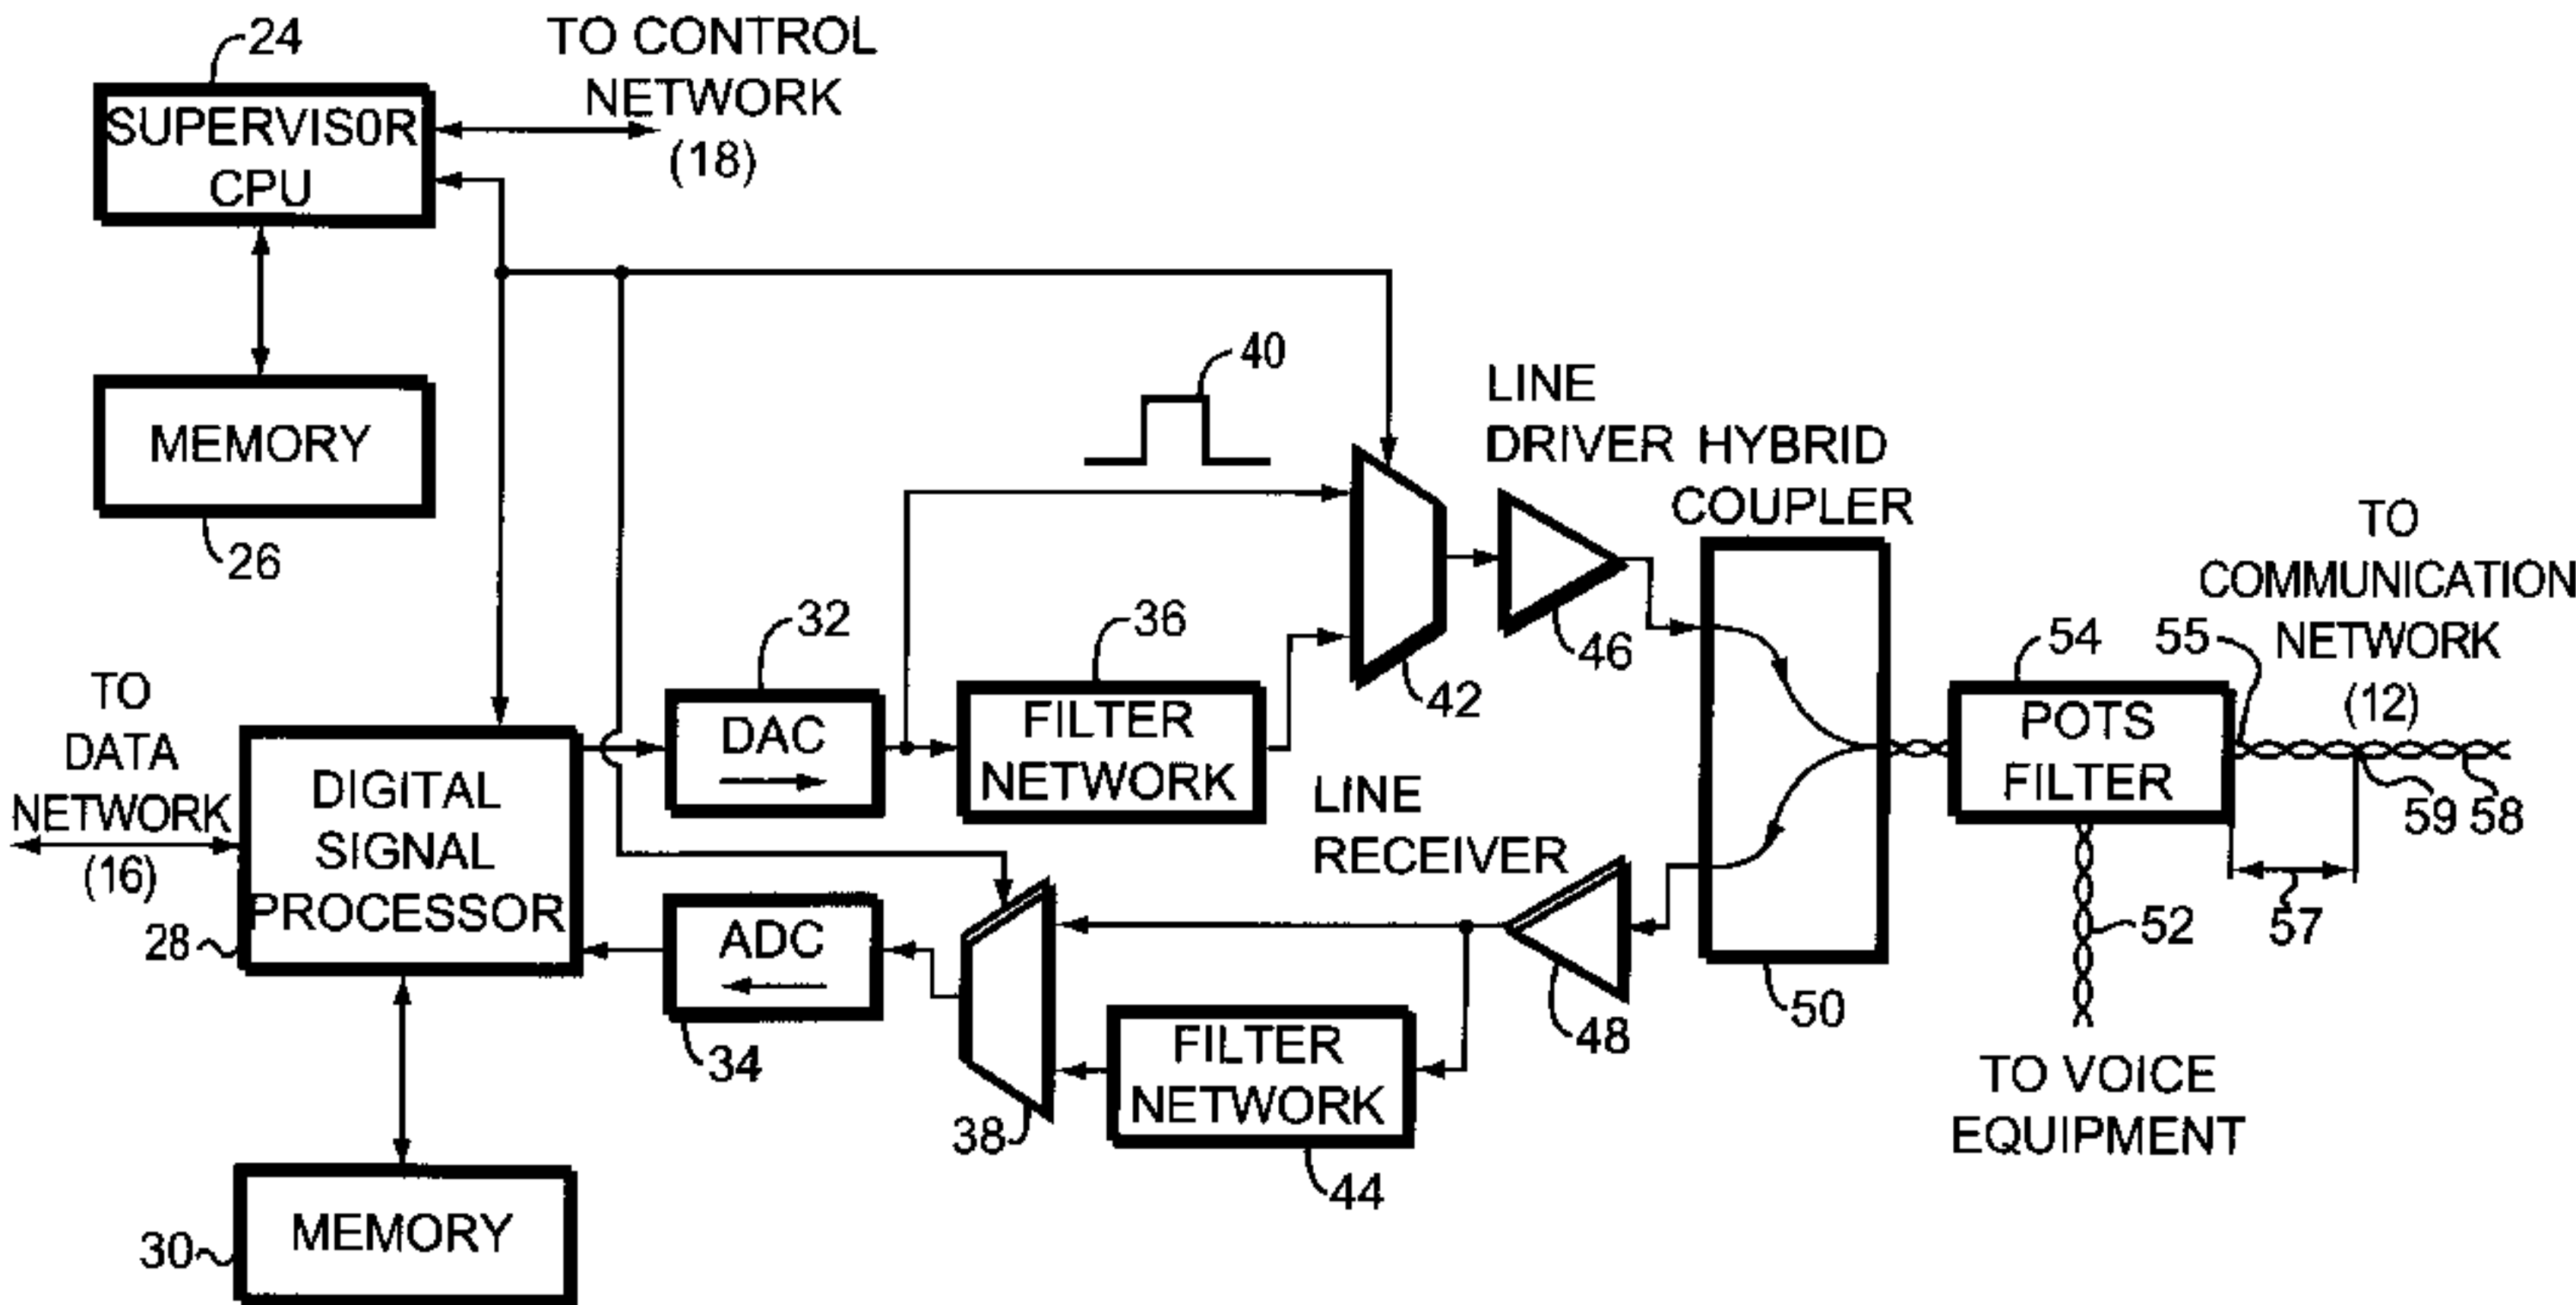 24
TO CONTROL
NETWORK
(18)
SUPERVISOR
CPU
MEMORY
26
40
LINE
DRIVER
HYBRID
COUPLER
TO
COMMUNICATION
NETWORK
(12)
32
36
42
46
54
55
TO
DATA
NETWORK
(16)
DIGITAL
SIGNAL
PROCESSOR
28
DAC
FILTER
NETWORK
POTS
FILTER
59
58
57
52
LINE
RECEIVER
ADC
34
38
FILTER
NETWORK
44
48
50
TO VOICE
EQUIPMENT
MEMORY
30